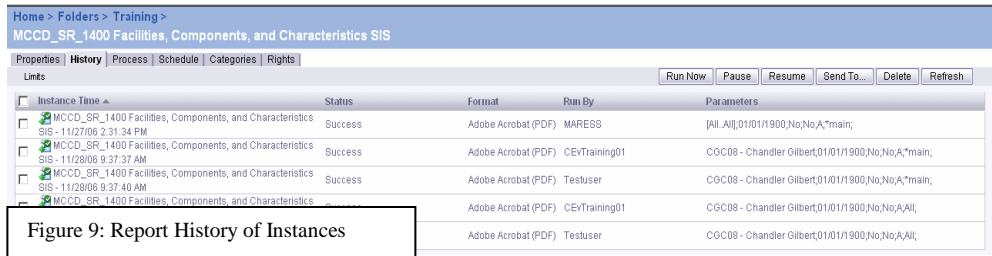 Home > Folders > Training >
MCCD_SR_1400 Facilities, Components, and Characteristics SIS
Properties | History | Process | Schedule | Categories | Rights |
Limits Run Now Pause Resume Send To... Delete Refresh
Instance Time Status Format Run By Parameters
MCCD_SR_1400 Facilities, Components, and Characteristics
SIS - 11/27/06 2:31:34 PM Success Adobe Acrobat (PDF) MARESS [All..All];01/01/1900;No;No;A;*main;
MCCD_SR_1400 Facilities, Components, and Characteristics
SIS - 11/28/06 9:37:37 AM Success Adobe Acrobat (PDF) CEvTraining01 CGC08 - Chandler Gilbert;01/01/1900;No;No;A;*main;
MCCD_SR_1400 Facilities, Components, and Characteristics
SIS - 11/28/06 9:37:40 AM Success Adobe Acrobat (PDF) Testuser CGC08 - Chandler Gilbert;01/01/1900;No;No;A;*main;
MCCD_SR_1400 Facilities, Components, and Characteristics
Adobe Acrobat (PDF) CEvTraining01 CGC08 - Chandler Gilbert;01/01/1900;No;No;A;All;
Adobe Acrobat (PDF) Testuser CGC08 - Chandler Gilbert;01/01/1900;No;No;A;All;
Figure 9: Report History of Instances